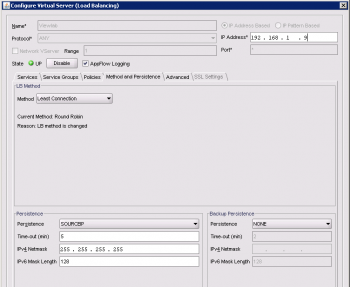 Configure Virtual Server (Load Balancing)
Name*
IP Address Based IP Pattern Based
Protocol* ANY
IP Address* 192 . 168 . 1 . 9
Network VServer Range 1
Port* *
State UP Disable AppFlow Logging
Services Service Groups Policies Method and Persistence Advanced SSL Settings
LB Method
Method Least Connection
Current Method: Round Robin
Reason: LB method is changed
Persistence
Persistence SOURCEIP
Time-out (min) 5
IPv4 Netmask 255 . 255 . 255 . 255
IPv6 Mask Length 128
Backup Persistence
Persistence NONE
Time-out (min) 2
IPv4 Netmask . . .
IPv6 Mask Length 128